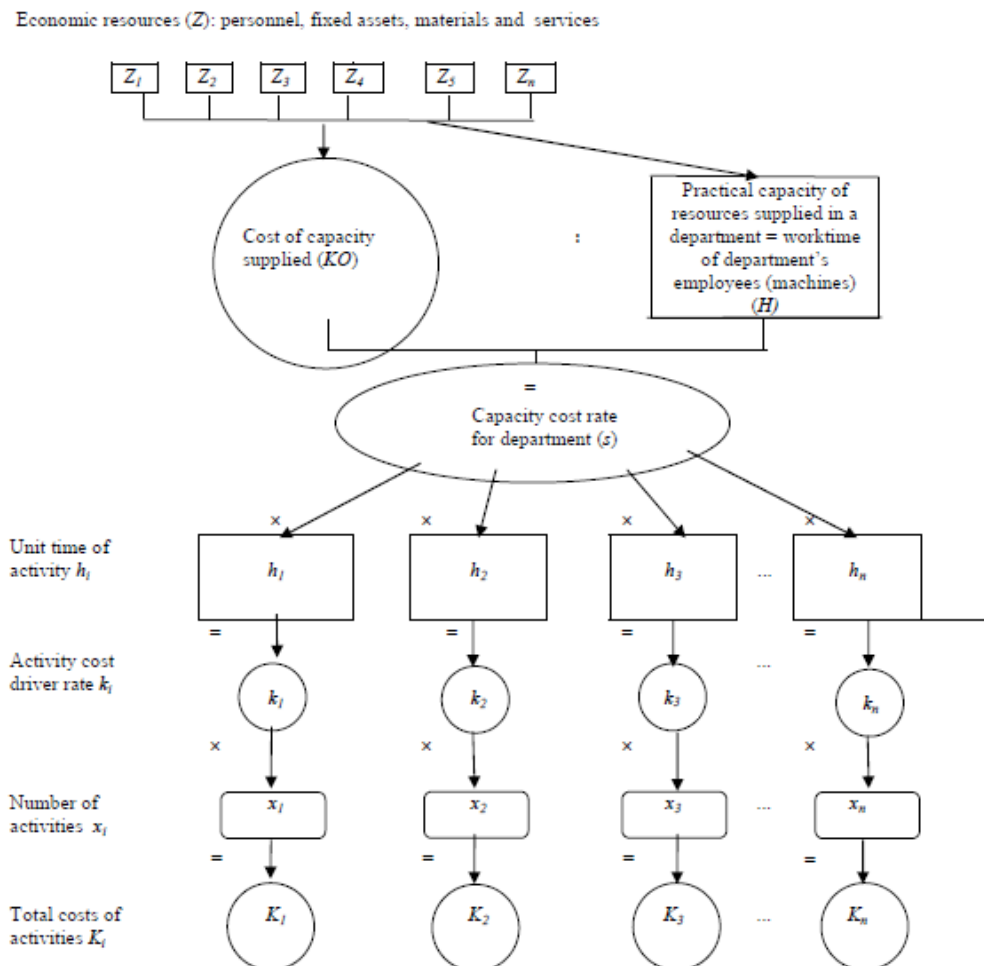 Economic resources (Z): personnel, fixed assets, materials and services
Z1 Z2 Z3 Z4 Z5 Zn
Cost of capacity
supplied (KO)
:
Practical capacity of
resources supplied in a
department = worktime
of department`s
employees (machines)
(H)
=
Capacity cost rate
for department (s)
× × × ×
Unit time of
activity hi
h1 h2 h3 ... hn
= = = =
Activity cost
driver rate ki
k1 k2 k3 ... kn
× × × ×
Number of
activities xi
x1 x2 x3 ... xn
= = = =
Total costs of
activities Ki
K1 K2 K3 ... Kn